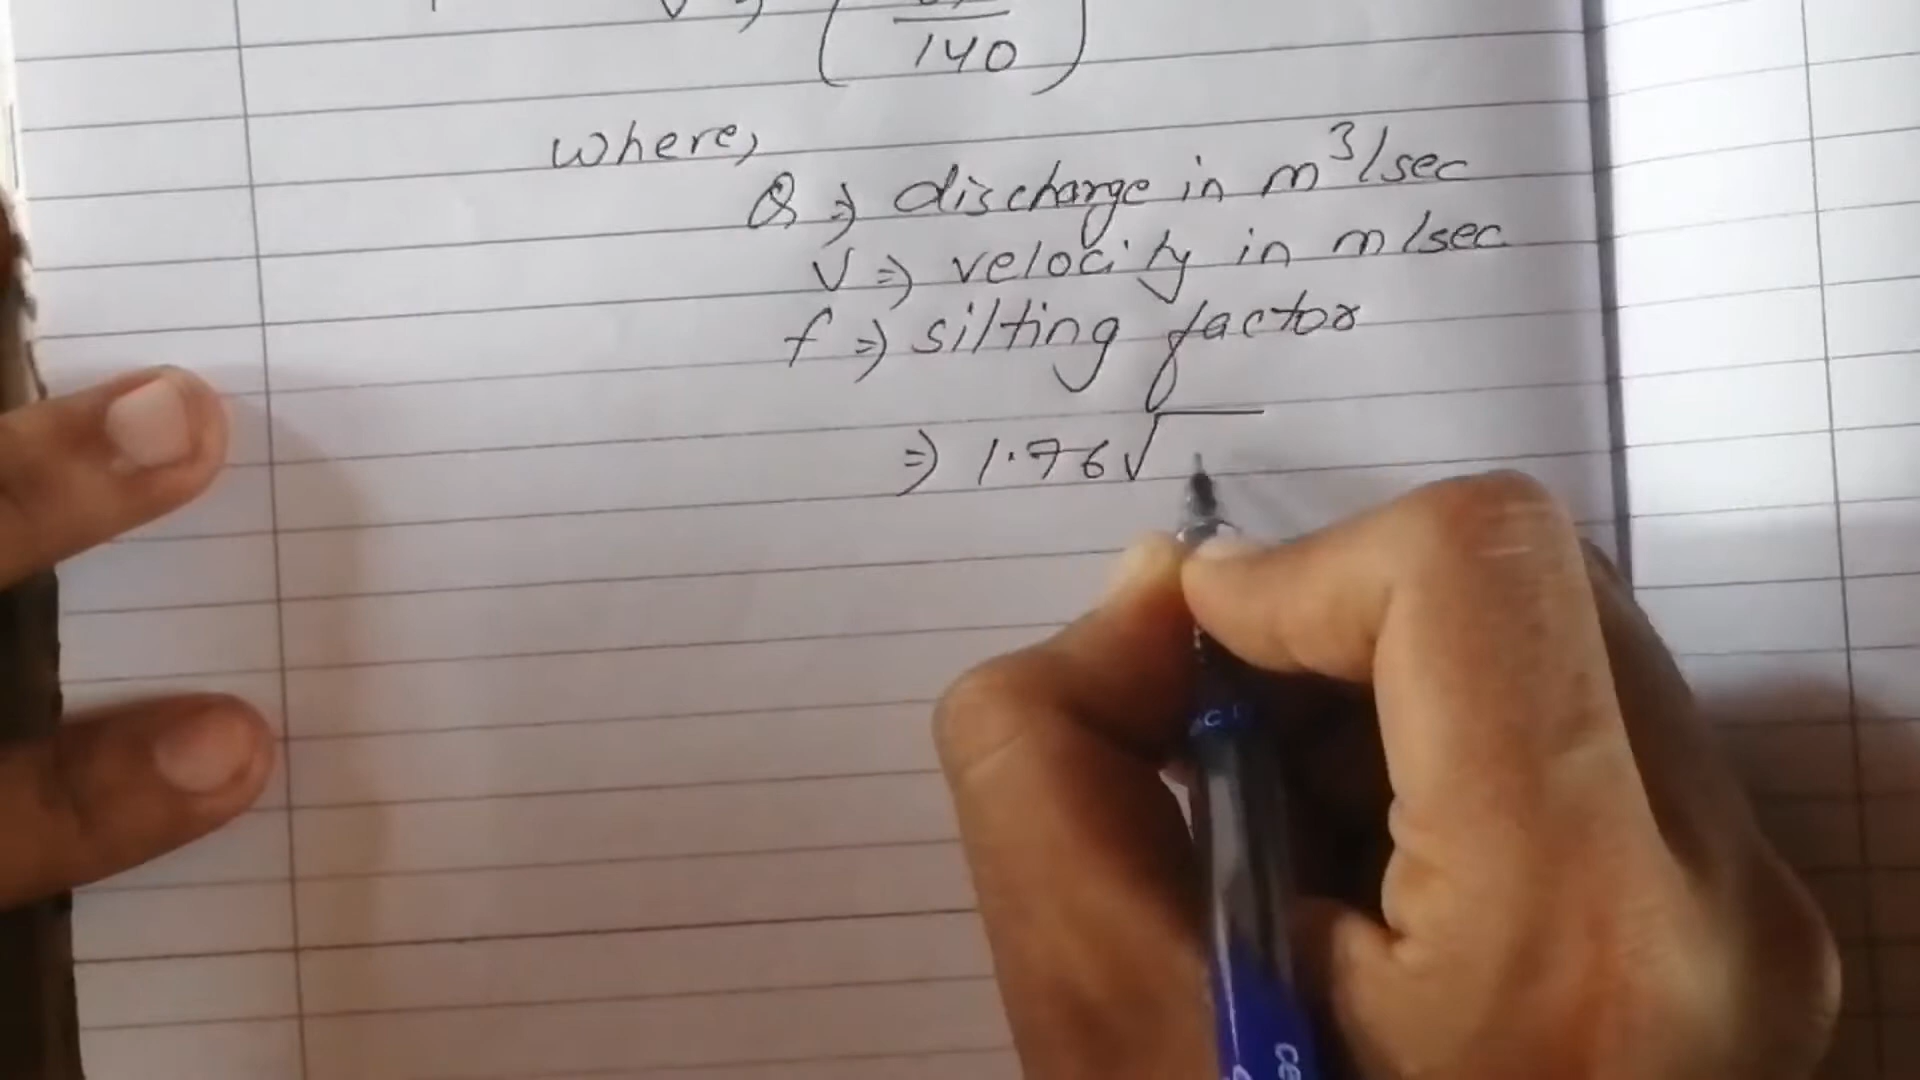 V ⇒ ( / 140 )
where,
Q ⇒ discharge in m³/sec
V ⇒ velocity in m/sec
f ⇒ silting factor
⇒ 1.76√